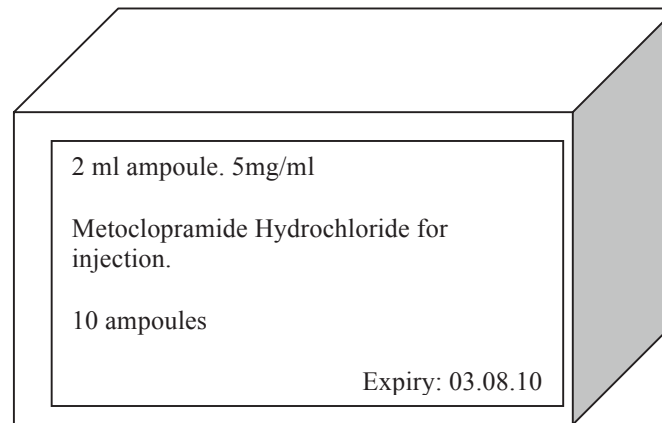 2 ml ampoule. 5mg/ml
Metoclopramide Hydrochloride for
injection.
10 ampoules
Expiry: 03.08.10